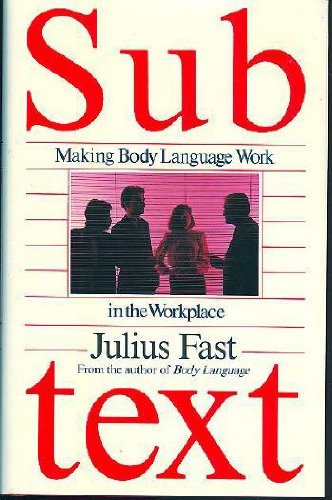 Sub
Making Body Language Work
in the Workplace
Julius Fast
From the author of Body Language
text